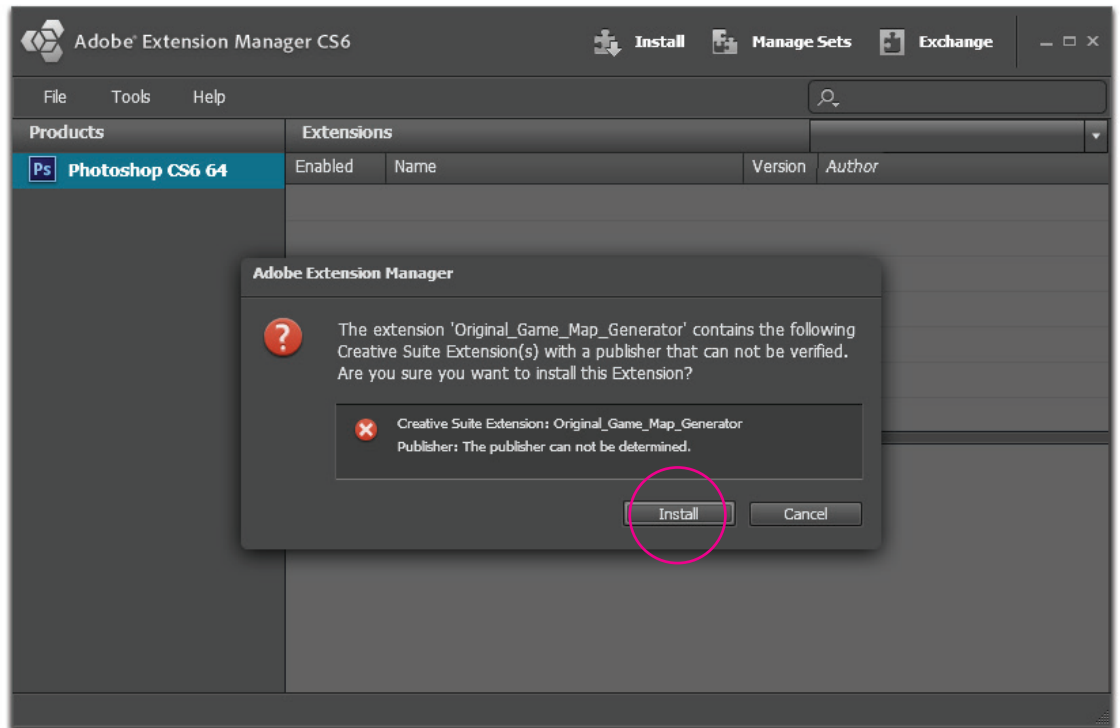 Adobe® Extension Manager CS6
Install Manage Sets Exchange
File Tools Help
Products Extensions
Ps Photoshop CS6 64 Enabled Name Version Author
Adobe Extension Manager
The extension 'Original_Game_Map_Generator' contains the following
Creative Suite Extension(s) with a publisher that can not be verified.
Are you sure you want to install this Extension?
Creative Suite Extension: Original_Game_Map_Generator
Publisher: The publisher can not be determined.
Install Cancel